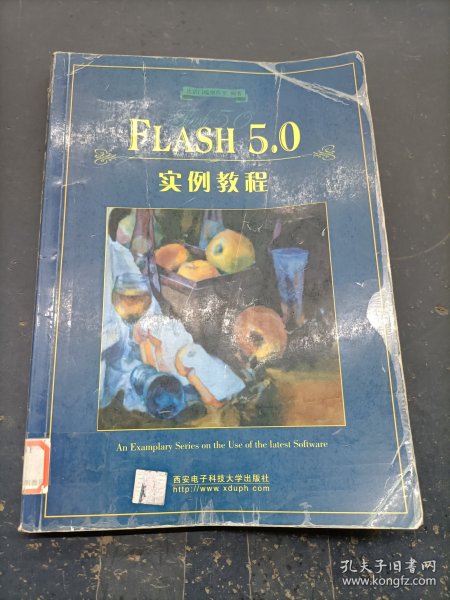 FLASH 5.0
实例教程
An Examplary Series on the Use of the latest Software
西安电子科技大学出版社
http://www.xduph.com
孔夫子旧书网
www.kongfz.com